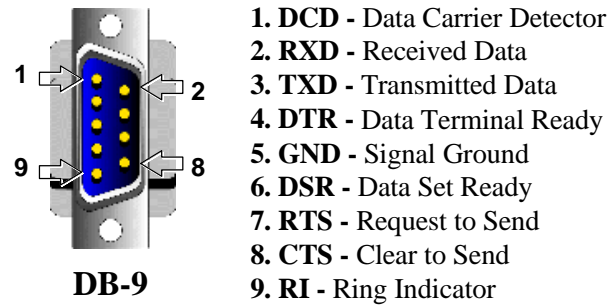 1. DCD - Data Carrier Detector
2. RXD - Received Data
3. TXD - Transmitted Data
4. DTR - Data Terminal Ready
5. GND - Signal Ground
6. DSR - Data Set Ready
7. RTS - Request to Send
8. CTS - Clear to Send
9. RI - Ring Indicator
1
2
9
8
DB-9